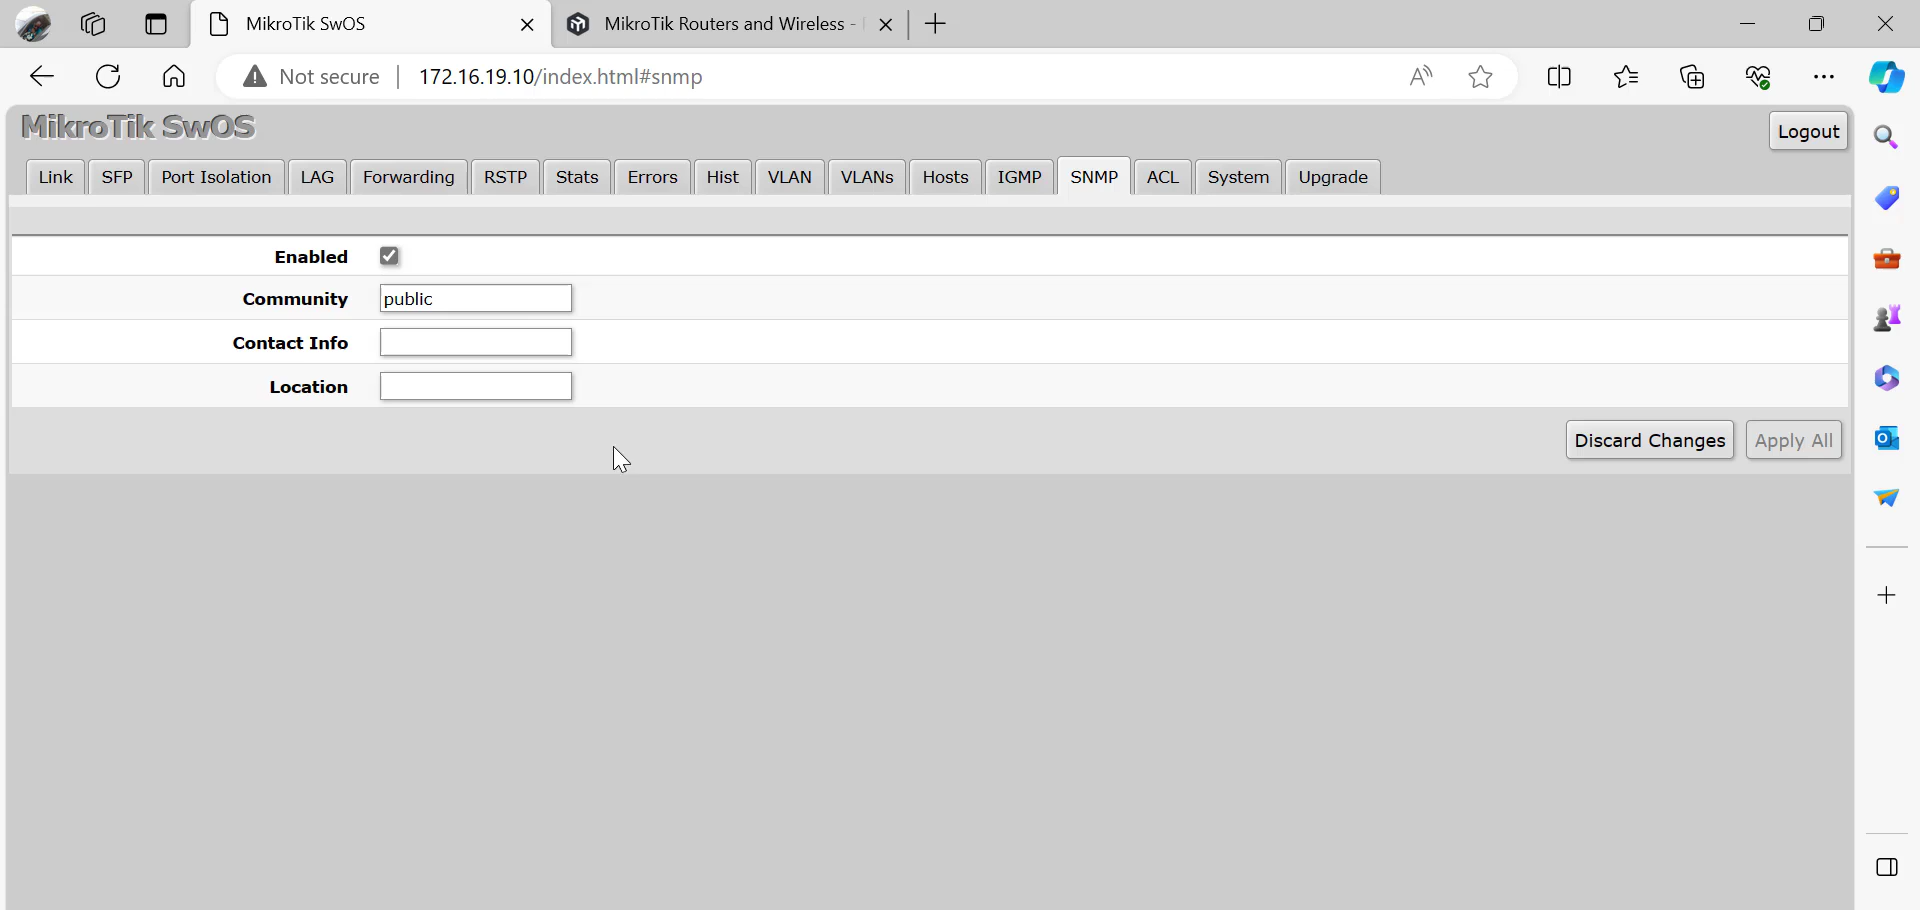 MikroTik SwOS
MikroTik Routers and Wireless -
Not secure | 172.16.19.10/index.html#snmp
MikroTik SwOS
Logout
Link SFP Port Isolation LAG Forwarding RSTP Stats Errors Hist VLAN VLANs Hosts IGMP SNMP ACL System Upgrade
Enabled
Community public
Contact Info
Location
Discard Changes Apply All